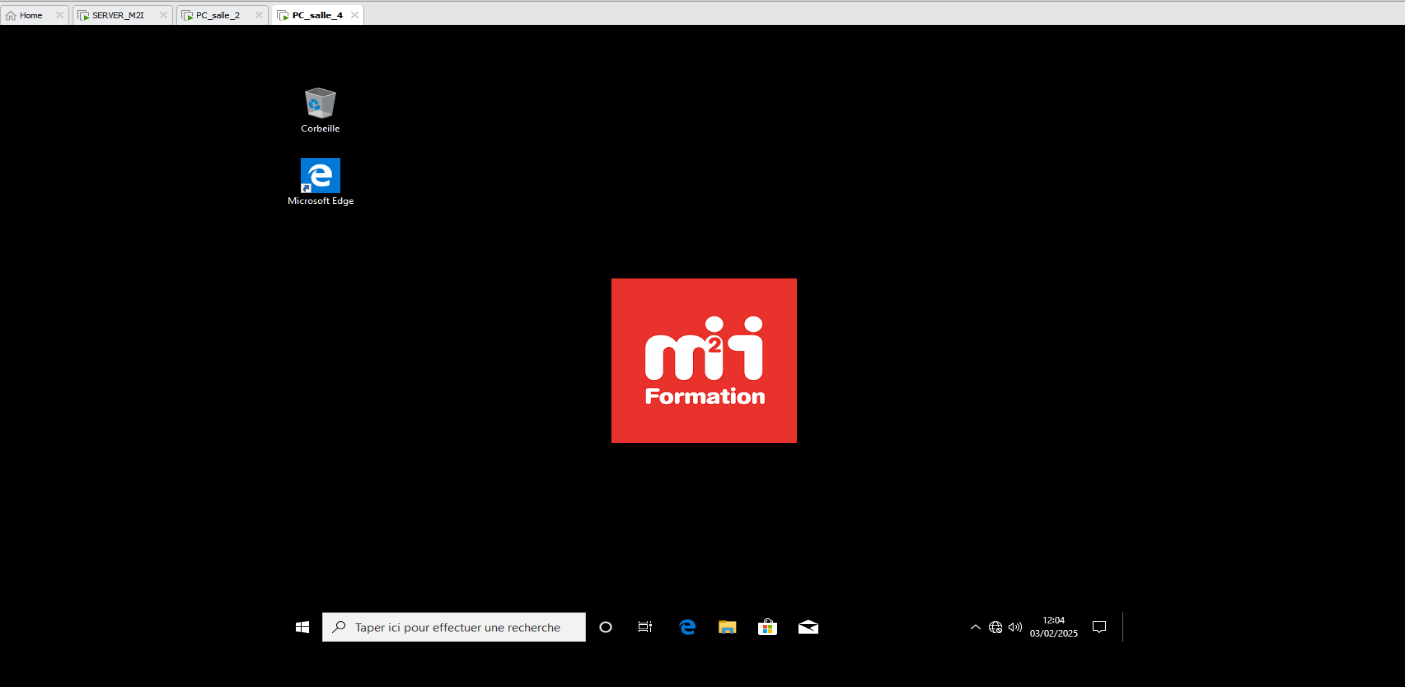 Home
SERVER_M2I
PC_salle_2
PC_salle_4
Corbeille
Microsoft Edge
m2i
Formation
Taper ici pour effectuer une recherche
12:04
03/02/2025